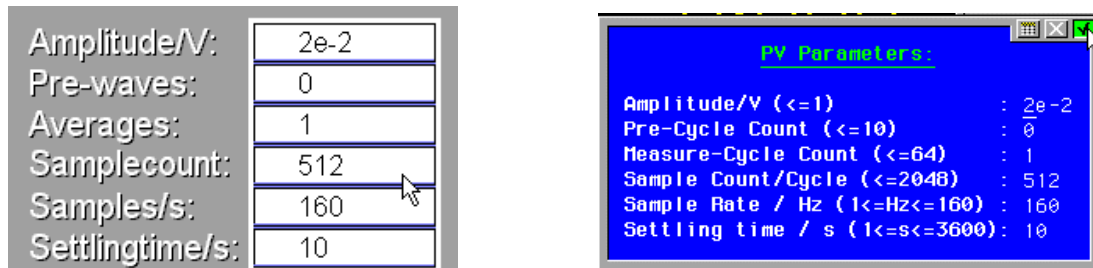 Amplitude/V: 2e-2
Pre-waves: 0
Averages: 1
Samplecount: 512
Samples/s: 160
Settlingtime/s: 10
PV Parameters:
Amplitude/V (<=1) : 2e-2
Pre-Cycle Count (<=10) : 0
Measure-Cycle Count (<=64) : 1
Sample Count/Cycle (<=2048) : 512
Sample Rate / Hz (1<=Hz<=160) : 160
Settling time / s (1<=s<=3600): 10